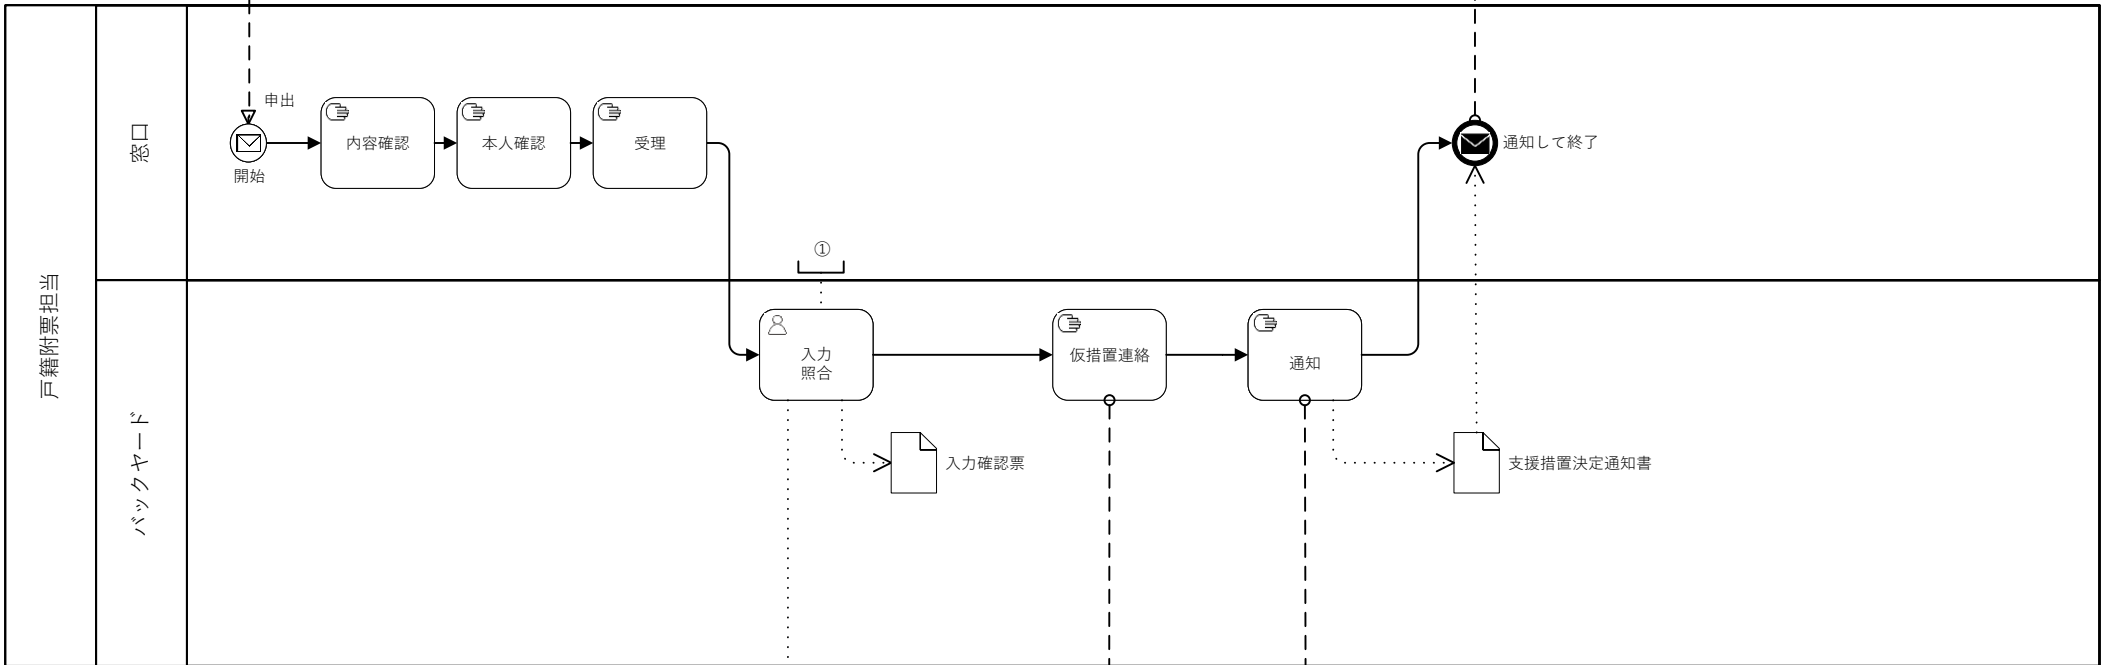 戸籍附票担当
窓口
申出
開始
内容確認
本人確認
受理
通知して終了
①
バックヤード
入力
照合
仮措置連絡
通知
入力確認票
支援措置決定通知書